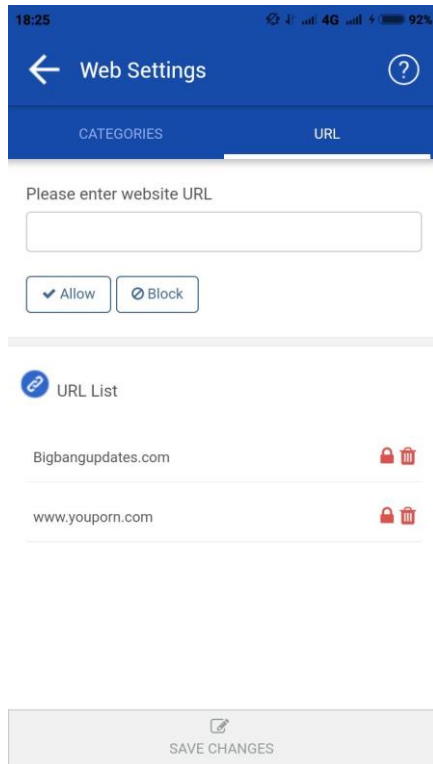 18:25 4G 92%
Web Settings ?
CATEGORIES URL
Please enter website URL
Allow Block
URL List
Bigbangupdates.com
www.youporn.com
SAVE CHANGES